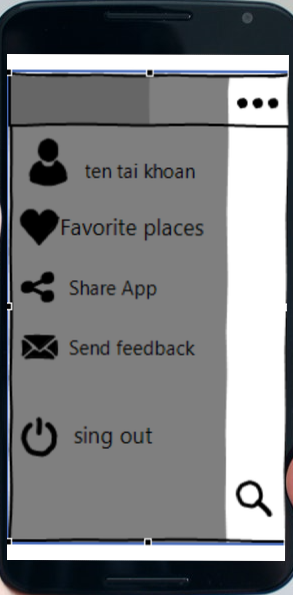 ten tai khoan
Favorite places
Share App
Send feedback
sing out